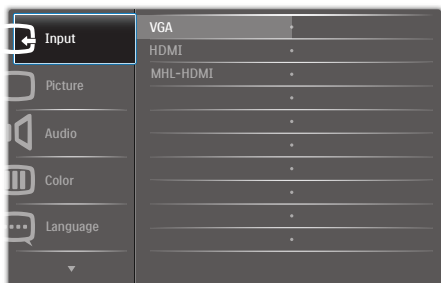 Input
Picture
Audio
Color
Language
VGA
HDMI
MHL-HDMI